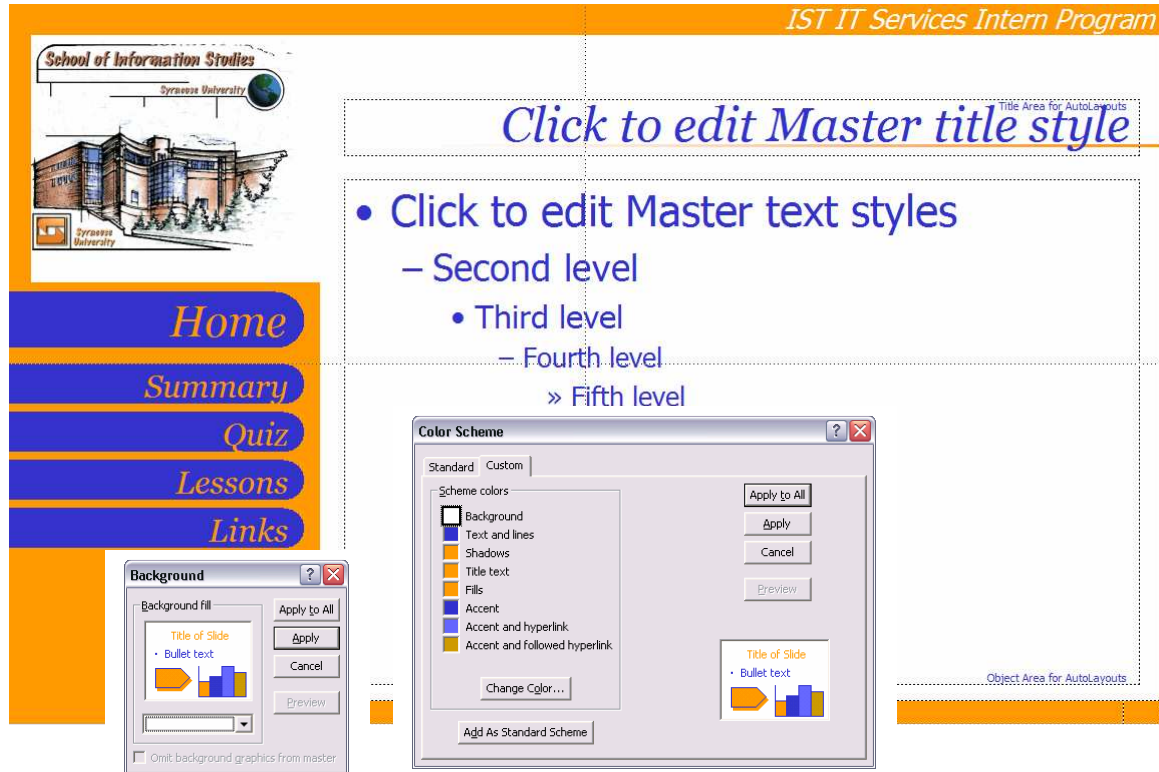 IST IT Services Intern Program
School of Information Studies
Syracuse University
Syracuse
University
Title Area for AutoLayouts
Click to edit Master title style
• Click to edit Master text styles
– Second level
• Third level
– Fourth level
» Fifth level
Home
Summary
Quiz
Lessons
Links
Background
Background fill
Title of Slide
• Bullet text
Omit background graphics from master
Apply to All
Apply
Cancel
Preview
Color Scheme
Standard Custom
Scheme colors
Background
Text and lines
Shadows
Title text
Fills
Accent
Accent and hyperlink
Accent and followed hyperlink
Change Color...
Add As Standard Scheme
Apply to All
Apply
Cancel
Preview
Title of Slide
• Bullet text
Object Area for AutoLayouts